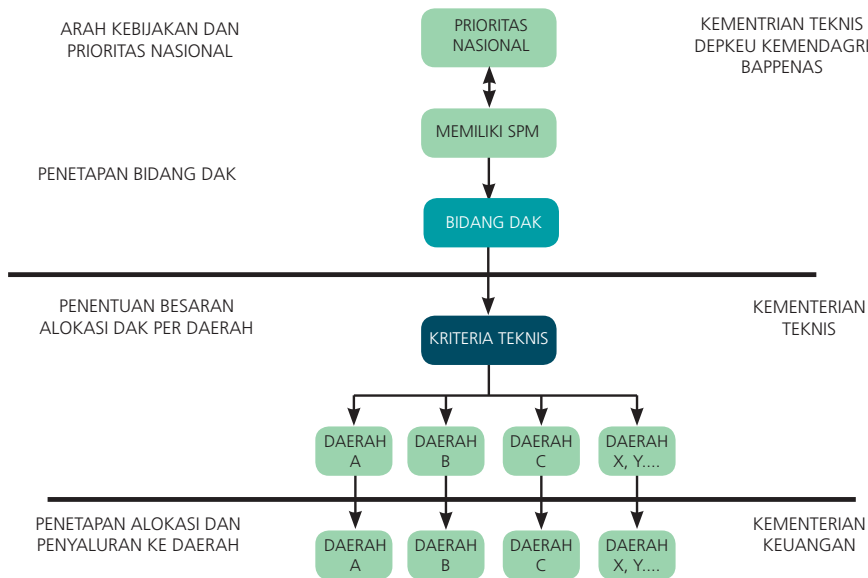 ARAH KEBIJAKAN DAN
PRIORITAS NASIONAL
PRIORITAS
NASIONAL
KEMENTRIAN TEKNIS
DEPKEU KEMENDAGRI
BAPPENAS
MEMILIKI SPM
PENETAPAN BIDANG DAK
BIDANG DAK
PENENTUAN BESARAN
ALOKASI DAK PER DAERAH
KRITERIA TEKNIS
KEMENTERIAN
TEKNIS
DAERAH
A
DAERAH
B
DAERAH
C
DAERAH
X, Y....
PENETAPAN ALOKASI DAN
PENYALURAN KE DAERAH
DAERAH
A
DAERAH
B
DAERAH
C
DAERAH
X, Y....
KEMENTERIAN
KEUANGAN